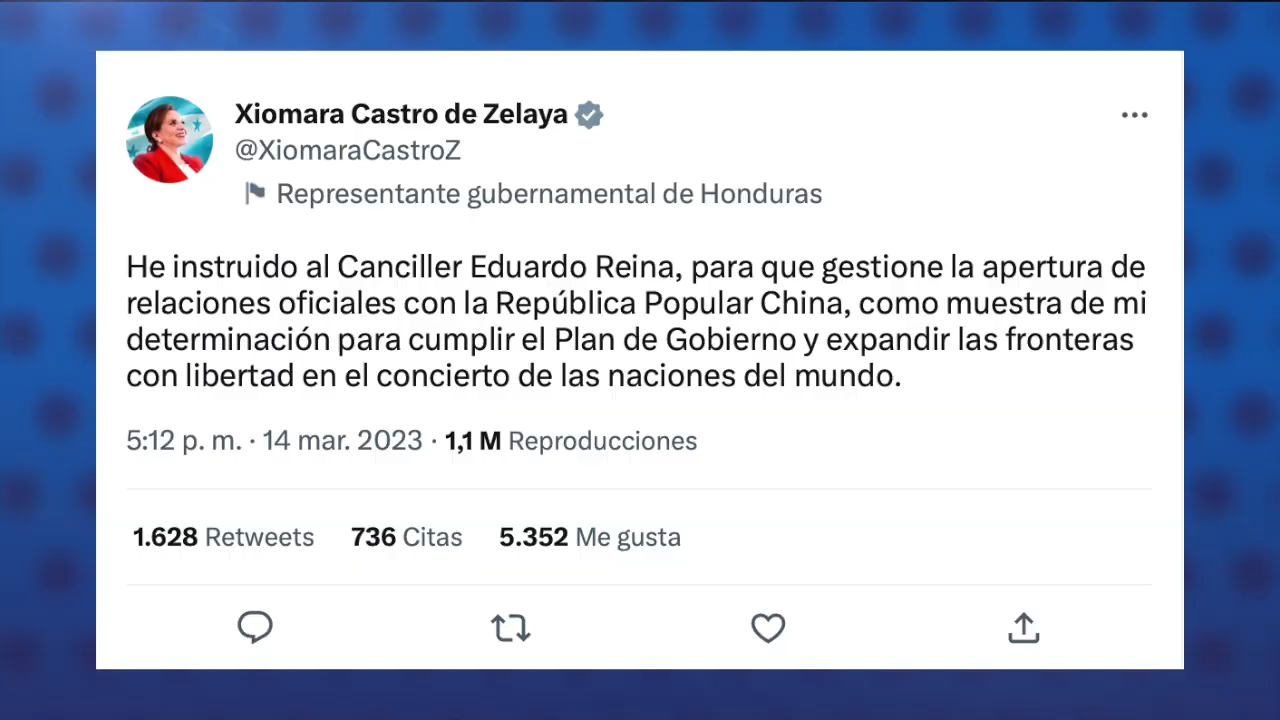 Xiomara Castro de Zelaya
@XiomaraCastroZ
Representante gubernamental de Honduras
He instruido al Canciller Eduardo Reina, para que gestione la apertura de
relaciones oficiales con la República Popular China, como muestra de mi
determinación para cumplir el Plan de Gobierno y expandir las fronteras
con libertad en el concierto de las naciones del mundo.
5:12 p. m. · 14 mar. 2023 · 1,1 M Reproducciones
1.628 Retweets 736 Citas 5.352 Me gusta